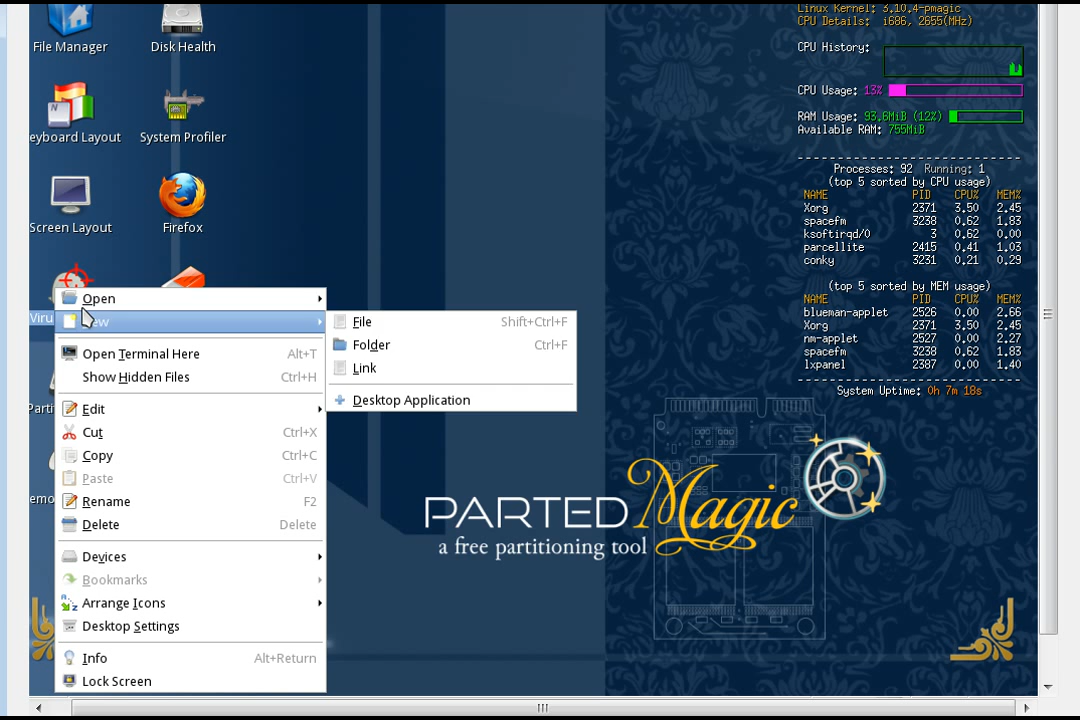 File Manager
Disk Health
eyboard Layout
System Profiler
Screen Layout
Firefox
Viru
Parti
emo
Open
ew
Open Terminal Here Alt+T
Show Hidden Files Ctrl+H
Edit
Cut Ctrl+X
Copy Ctrl+C
Paste Ctrl+V
Rename F2
Delete Delete
Devices
Bookmarks
Arrange Icons
Desktop Settings
Info Alt+Return
Lock Screen
File Shift+Ctrl+F
Folder Ctrl+F
Link
Desktop Application
Linux Kernel: 3.10.4-pmagic
CPU Details: i686, 2655(MHz)
CPU History:
CPU Usage: 13%
RAM Usage: 93.6MiB (12%)
Available RAM: 755MiB
Processes: 92 Running: 1
(top 5 sorted by CPU usage)
NAME PID CPU% MEM%
Xorg 2371 3.50 2.45
spacefm 3238 0.62 1.83
ksoftirqd/0 3 0.62 0.00
parcellite 2415 0.41 1.03
conky 3231 0.21 0.29
(top 5 sorted by MEM usage)
NAME PID CPU% MEM%
blueman-applet 2526 0.00 2.66
Xorg 2371 3.50 2.45
nm-applet 2527 0.00 2.27
spacefm 3238 0.62 1.83
lxpanel 2387 0.00 1.40
System Uptime: 0h 7m 18s
PARTED Magic
a free partitioning tool